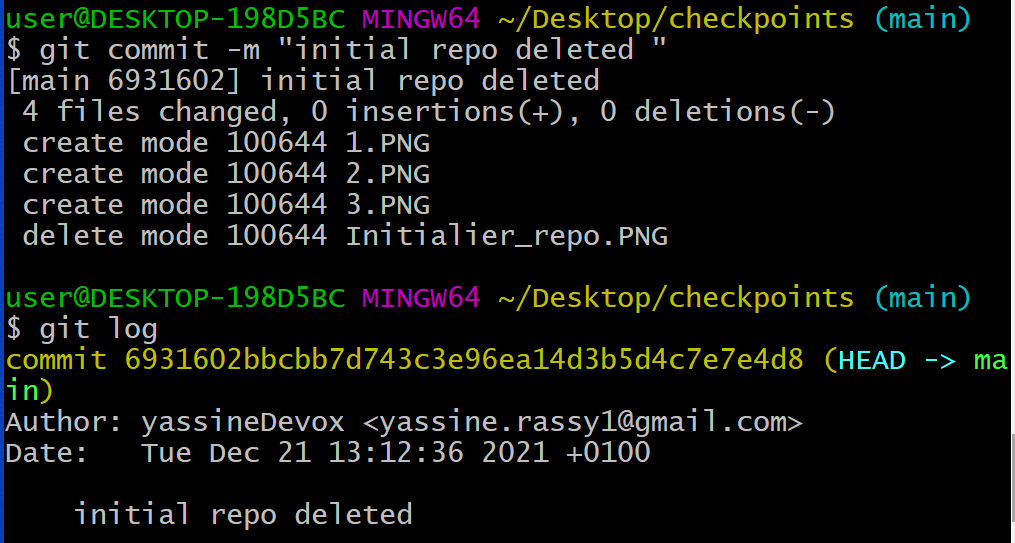 user@DESKTOP-198D5BC MINGW64 ~/Desktop/checkpoints (main)
$ git commit -m "initial repo deleted "
[main 6931602] initial repo deleted
 4 files changed, 0 insertions(+), 0 deletions(-)
 create mode 100644 1.PNG
 create mode 100644 2.PNG
 create mode 100644 3.PNG
 delete mode 100644 Initialier_repo.PNG

user@DESKTOP-198D5BC MINGW64 ~/Desktop/checkpoints (main)
$ git log
commit 6931602bbcbb7d743c3e96ea14d3b5d4c7e7e4d8 (HEAD -> ma
in)
Author: yassineDevox <yassine.rassy1@gmail.com>
Date:   Tue Dec 21 13:12:36 2021 +0100

    initial repo deleted